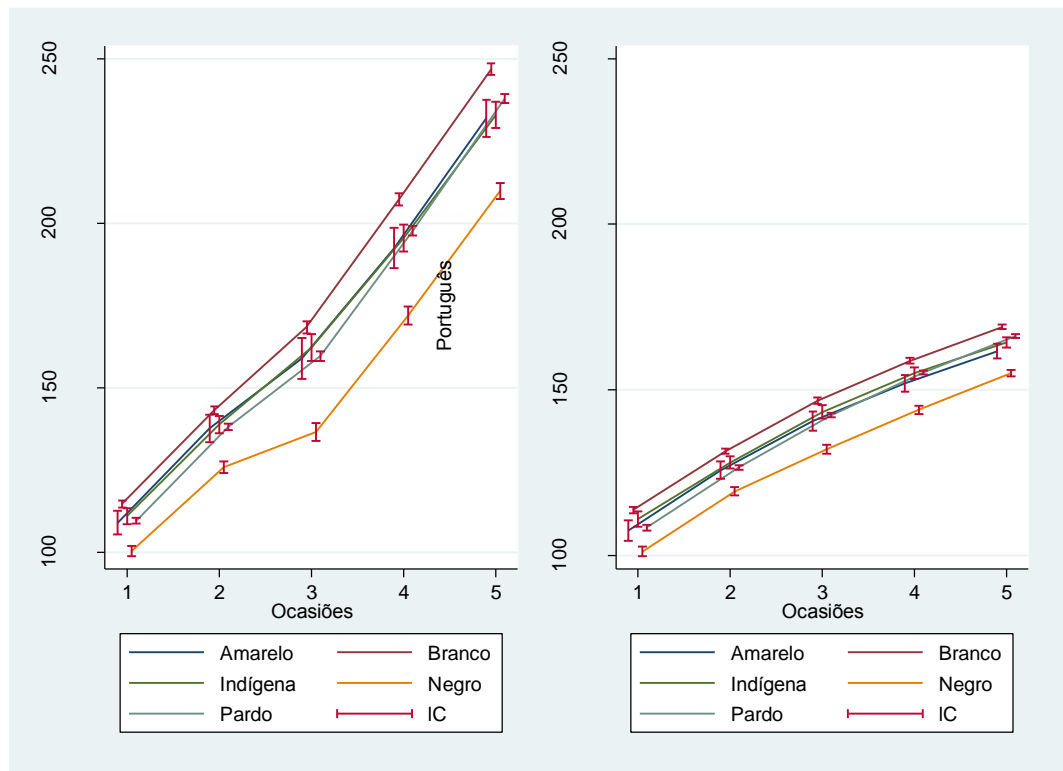 250
200
150
100
1 2 3 4 5
Ocasiões
Amarelo Branco
Indígena Negro
Pardo IC
Português
250
200
150
100
1 2 3 4 5
Ocasiões
Amarelo Branco
Indígena Negro
Pardo IC